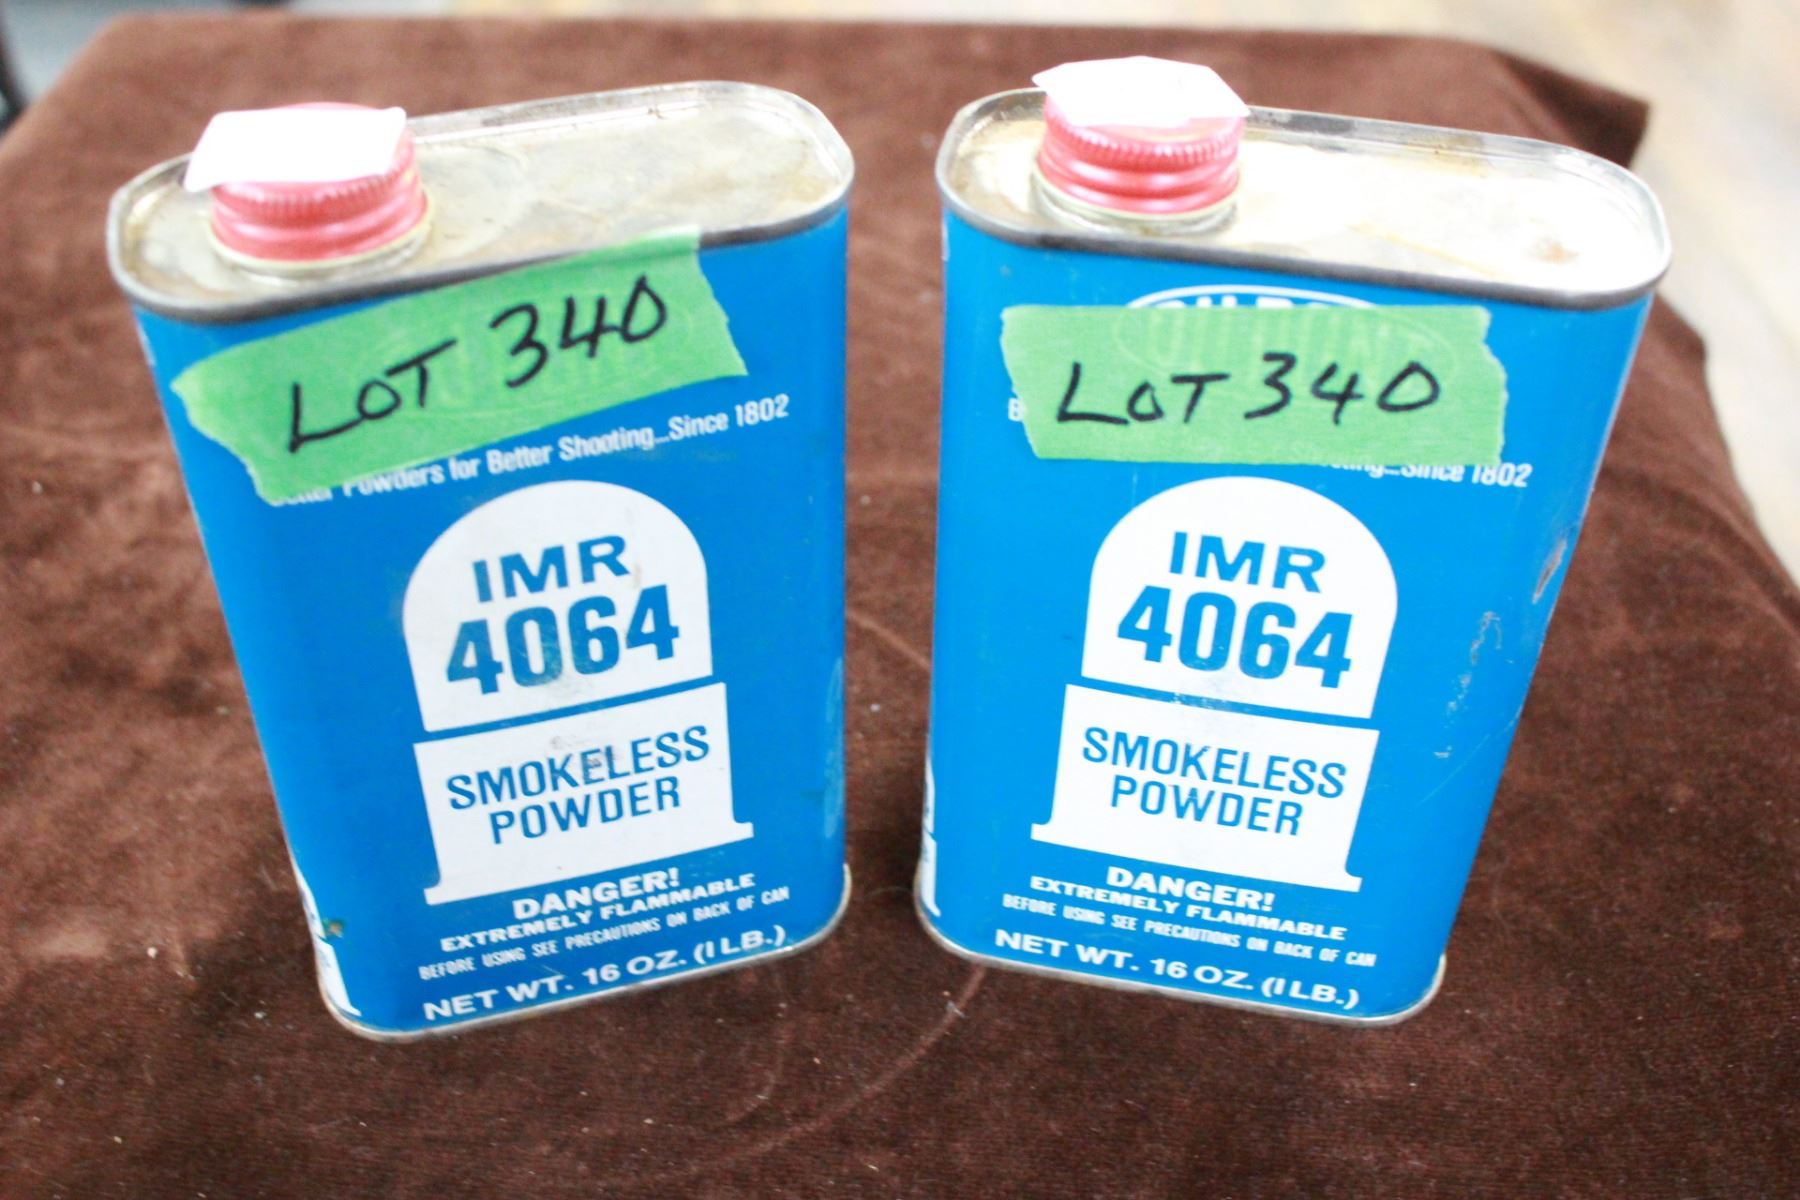 LOT 340
Powders for Better Shooting...Since 1802
IMR
4064
SMOKELESS
POWDER
DANGER!
EXTREMELY FLAMMABLE
BEFORE USING SEE PRECAUTIONS ON BACK OF CAN
NET WT. 16 OZ. (1 LB.)
DU PONT
LOT 340
Shooting...Since 1802
IMR
4064
SMOKELESS
POWDER
DANGER!
EXTREMELY FLAMMABLE
BEFORE USING SEE PRECAUTIONS ON BACK OF CAN
NET WT. 16 OZ. (1 LB.)